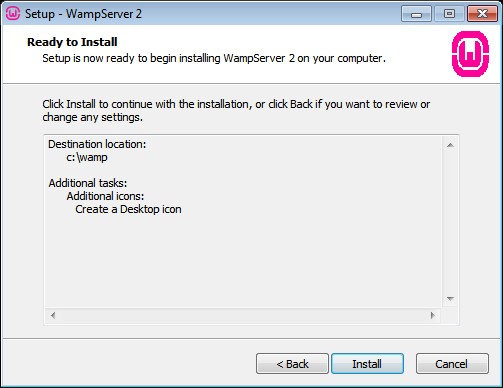 Setup - WampServer 2
Ready to Install
Setup is now ready to begin installing WampServer 2 on your computer.
Click Install to continue with the installation, or click Back if you want to review or
change any settings.
Destination location:
c:\wamp
Additional tasks:
Additional icons:
Create a Desktop icon
< Back
Install
Cancel